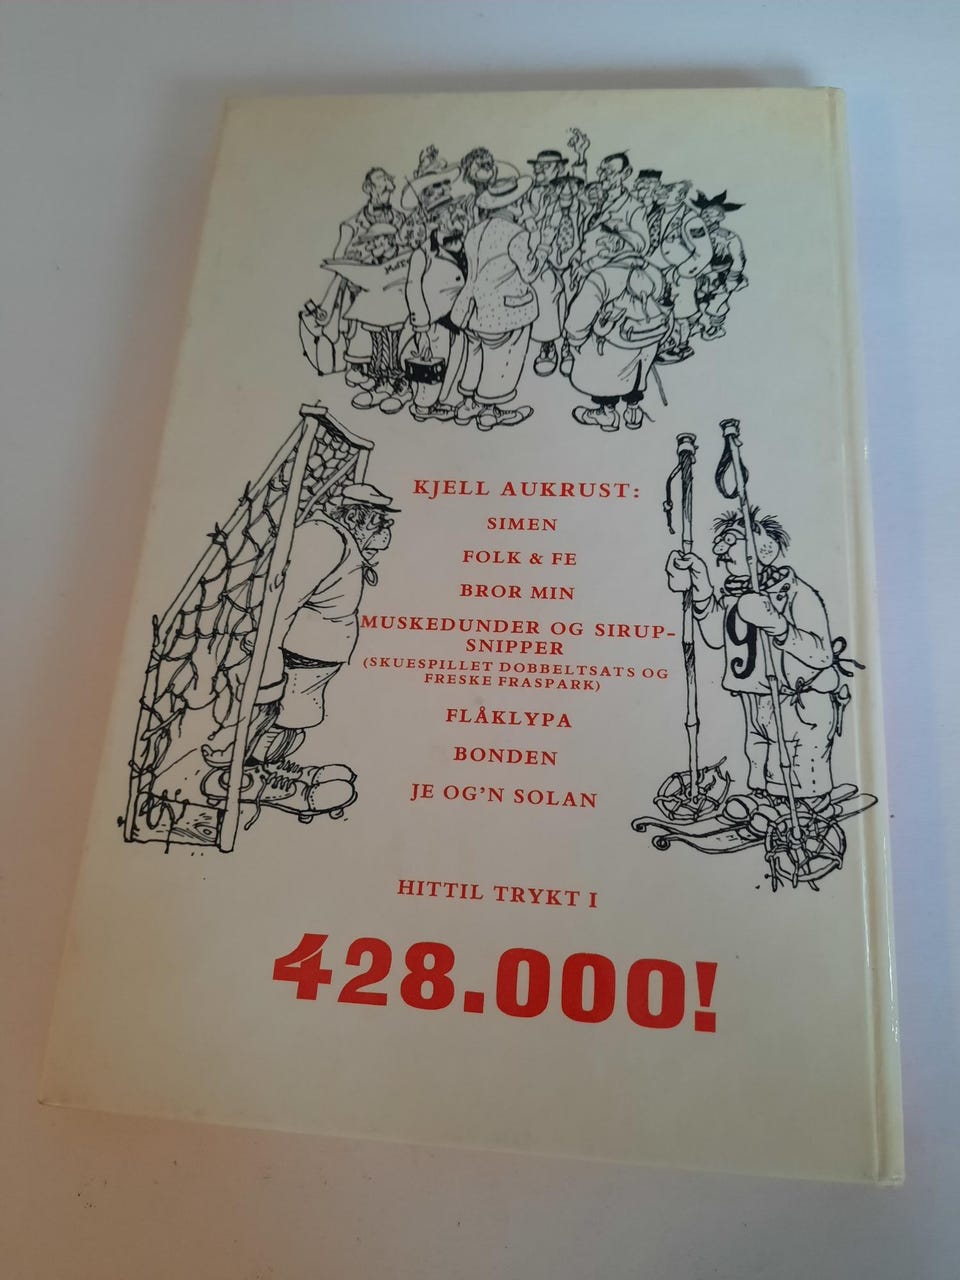 KJELL AUKRUST:
SIMEN
FOLK & FE
BROR MIN
MUSKEDUNDER OG SIRUP-
SNIPPER
(SKUESPILLET DOBBELTSATS OG
FRESKE FRASPARK)
FLÅKLYPA
BONDEN
JE OG'N SOLAN
9
HITTIL TRYKT I
428.000!